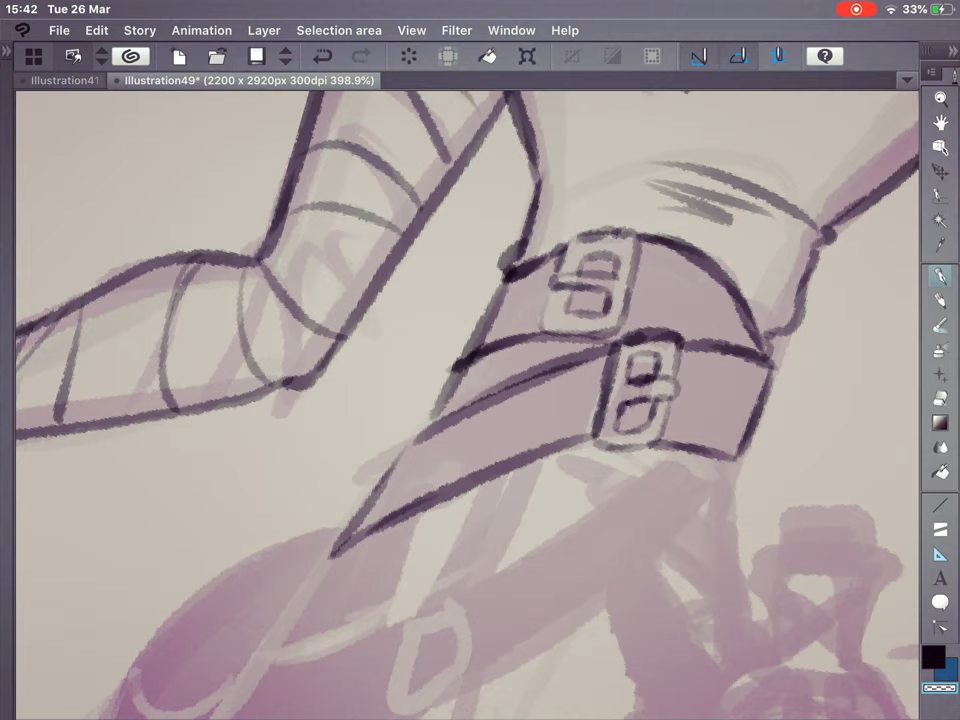 15:42 Tue 26 Mar 33%
File Edit Story Animation Layer Selection area View Filter Window Help
Illustration41 Illustration49* (2200 x 2920px 300dpi 398.9%)
A